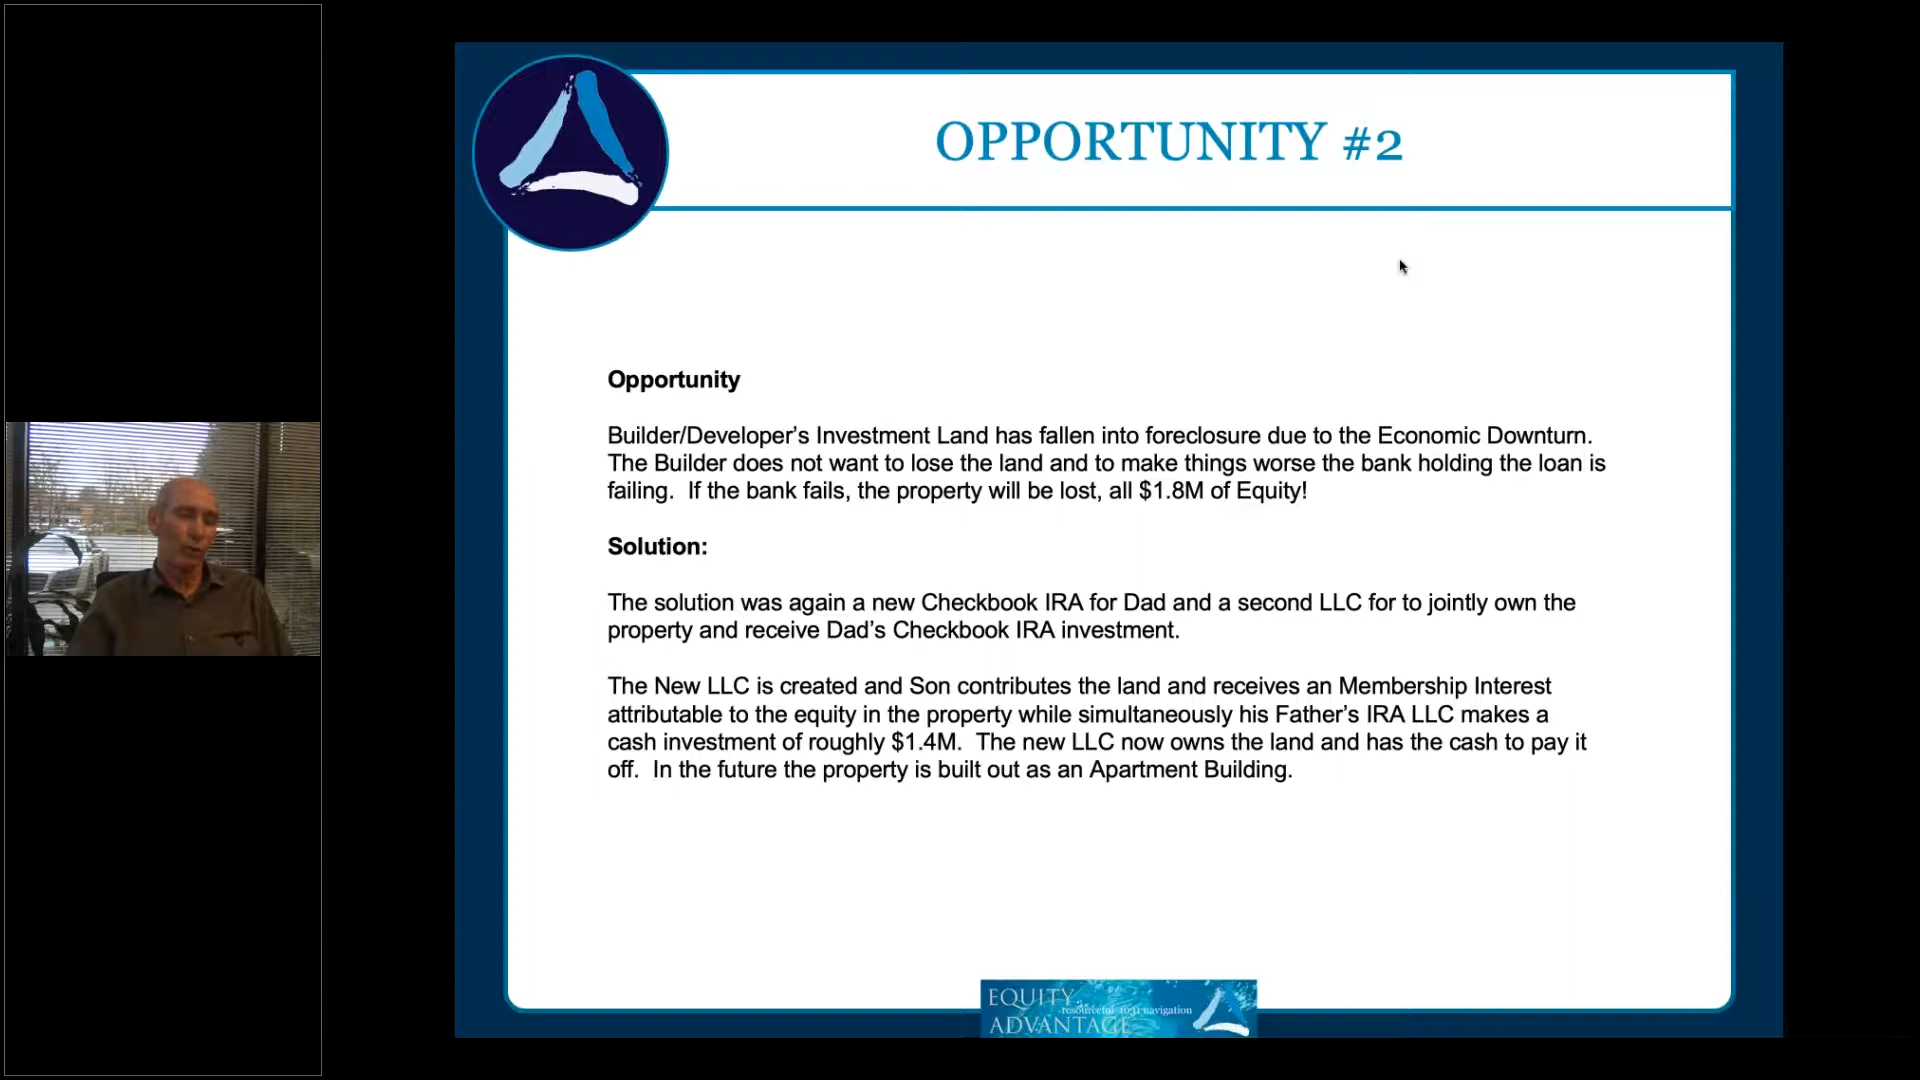 OPPORTUNITY #2
Opportunity
Builder/Developer’s Investment Land has fallen into foreclosure due to the Economic Downturn.
The Builder does not want to lose the land and to make things worse the bank holding the loan is
failing.  If the bank fails, the property will be lost, all $1.8M of Equity!
Solution:
The solution was again a new Checkbook IRA for Dad and a second LLC for to jointly own the
property and receive Dad’s Checkbook IRA investment.
The New LLC is created and Son contributes the land and receives an Membership Interest
attributable to the equity in the property while simultaneously his Father’s IRA LLC makes a
cash investment of roughly $1.4M.  The new LLC now owns the land and has the cash to pay it
off.  In the future the property is built out as an Apartment Building.
EQUITY
resourceful 1031 navigation
ADVANTAGE